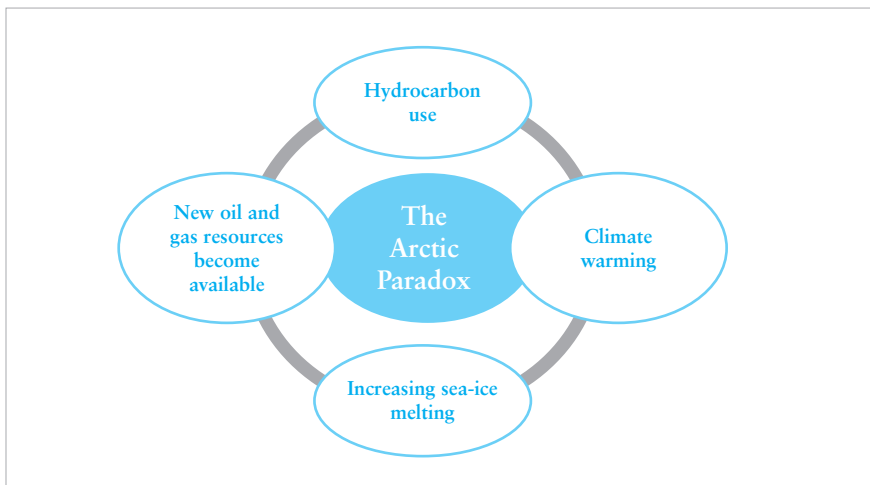 Hydrocarbon
use
New oil and
gas resources
become
available
The
Arctic
Paradox
Climate
warming
Increasing sea-ice
melting